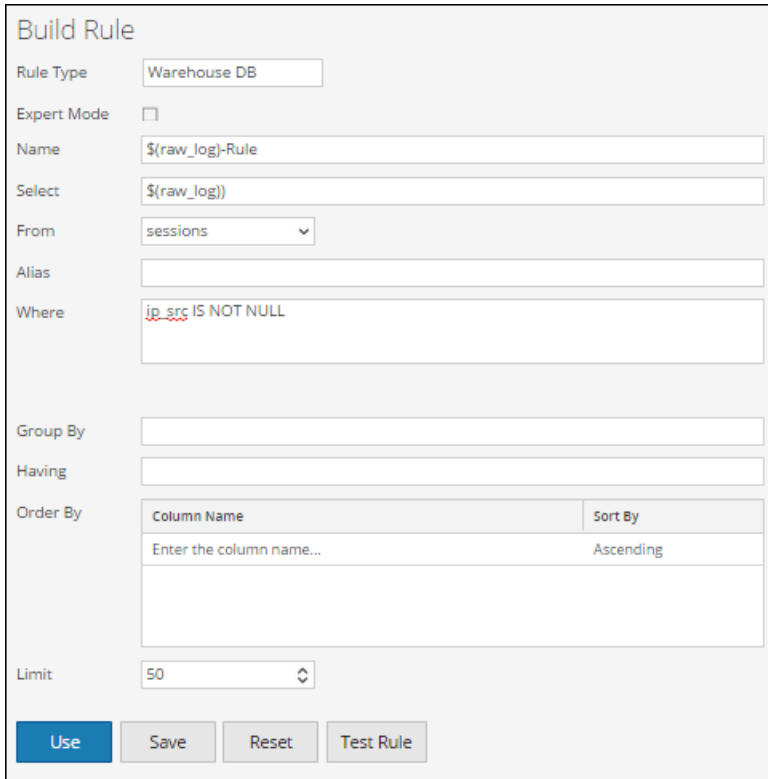 Build Rule
Rule Type Warehouse DB
Expert Mode
Name $(raw_log)-Rule
Select $(raw_log))
From sessions
Alias
Where ip_src IS NOT NULL
Group By
Having
Order By Column Name Sort By
Enter the column name... Ascending
Limit 50
Use Save Reset Test Rule